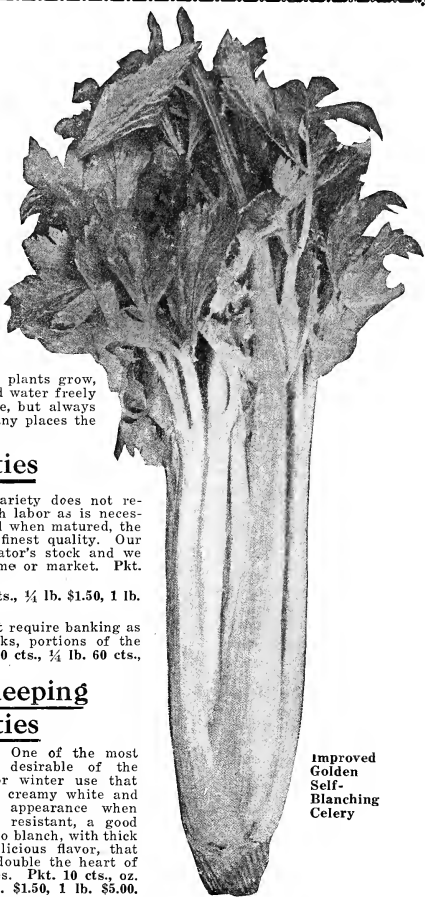 plants grow,
d water freely
e, but always
ny places the
ties
ariety does not re-
h labor as is neces-
d when matured, the
finest quality. Our
ator's stock and we
me or market. Pkt.
ts., ¼ lb. $1.50, 1 lb.
t require banking as
ks, portions of the
0 cts., ¼ lb. 60 cts.,
eeping
ties
One of the most
desirable of the
r winter use that
creamy white and
appearance when
resistant, a good
o blanch, with thick
licious flavor, that
double the heart of
s. Pkt. 10 cts., oz.
. $1.50, 1 lb. $5.00.
Improved
Golden
Self-
Blanching
Celery